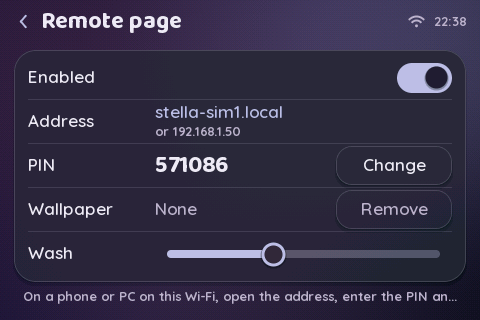 Remote page
22:38
Enabled
Address
stella-sim1.local
or 192.168.1.50
PIN
571086
Change
Wallpaper
None
Remove
Wash
On a phone or PC on this Wi-Fi, open the address, enter the PIN an...